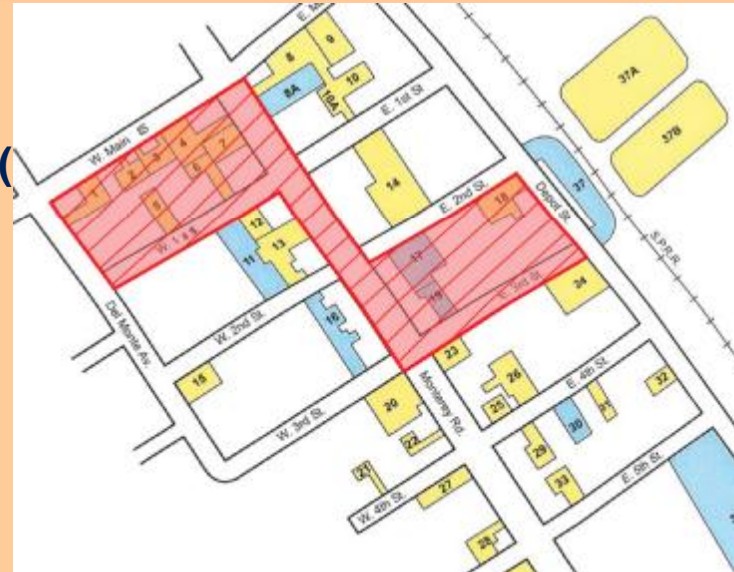 (
E. M
W. Main St.
8
9
8A
10
10A
E. 1st St
37A
37B
1
2
3
4
5
6
7
W. 1st
14
E. 2nd St.
Depot St.
37
S.P.R.R.
12
11
13
18
17
19
E. 3rd St.
24
Del Monte Av.
W. 2nd St.
16
15
W. 3rd St.
20
22
21
Monterey Rd.
23
26
25
E. 4th St.
32
31
30
29
33
E. 5th St.
W. 4th St.
27
28